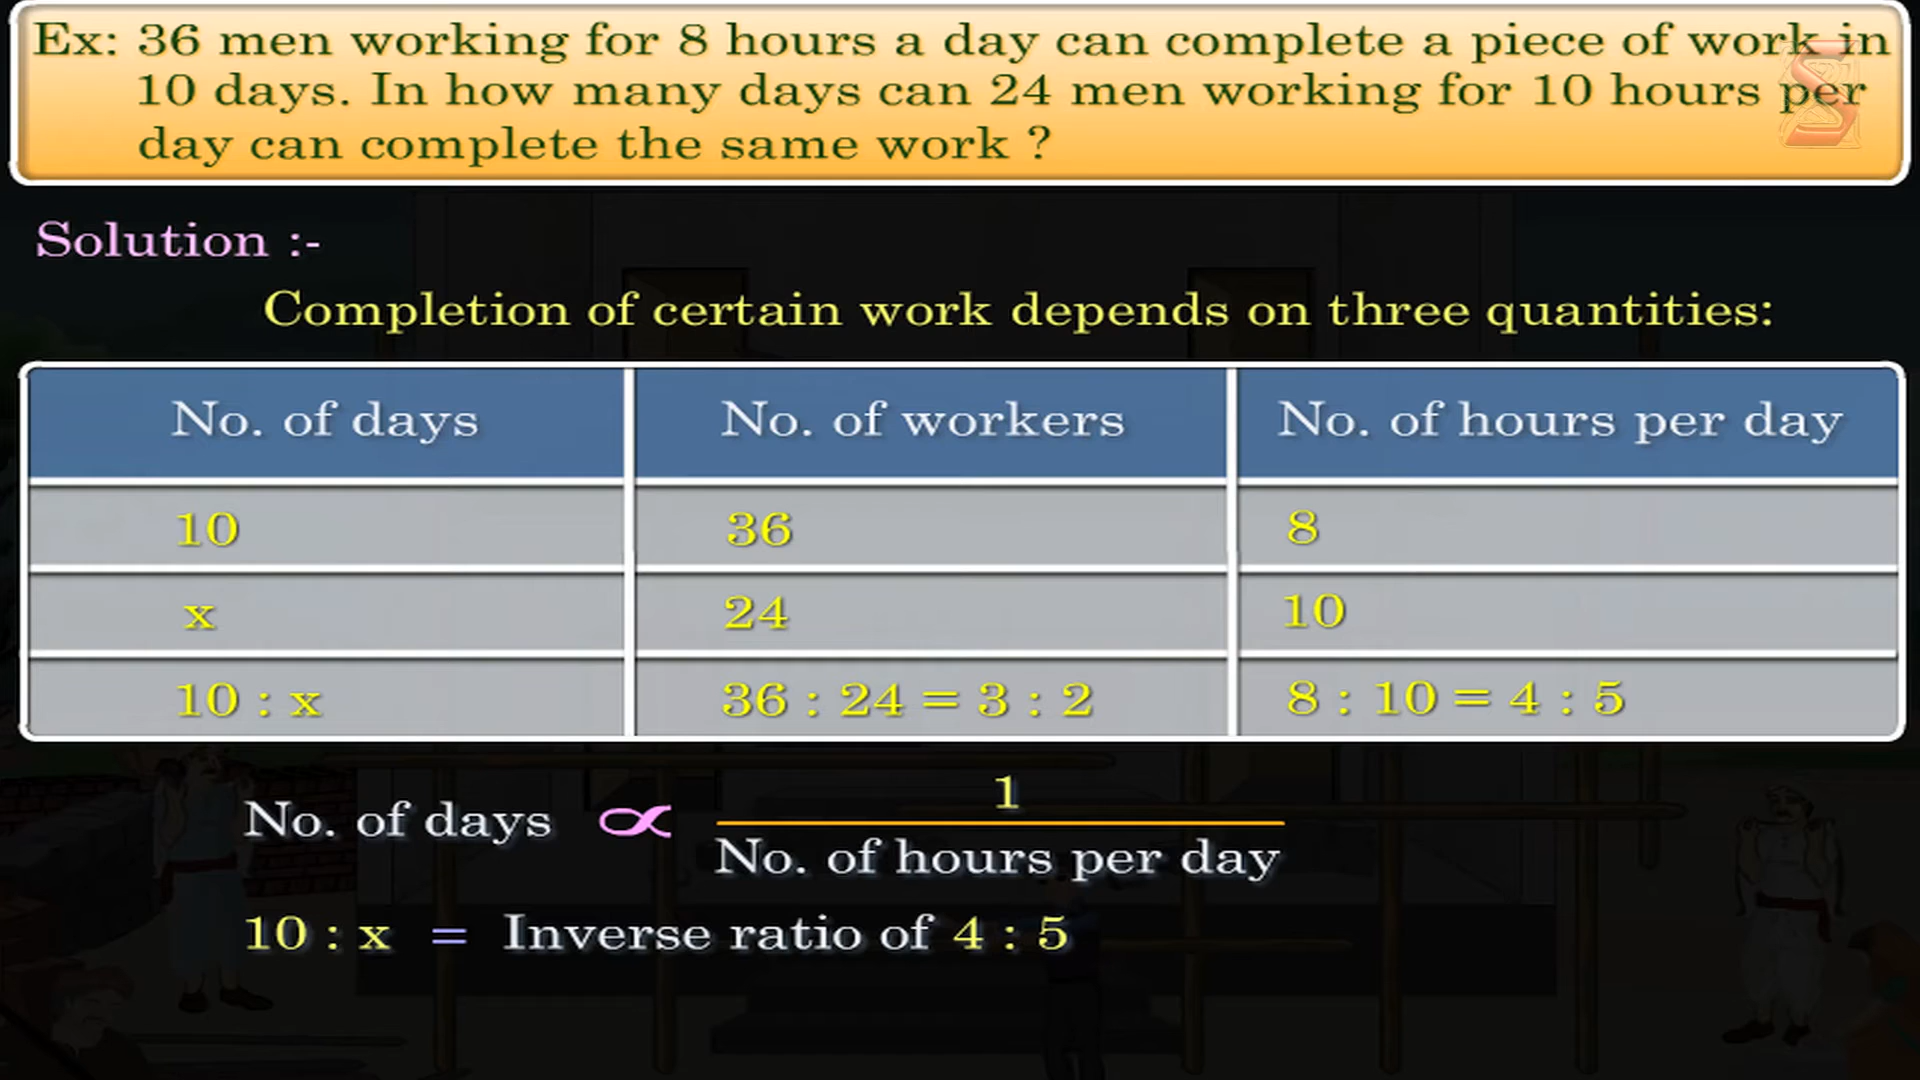 Ex: 36 men working for 8 hours a day can complete a piece of work in
10 days. In how many days can 24 men working for 10 hours per
day can complete the same work ?
Solution :-
Completion of certain work depends on three quantities:
No. of days No. of workers No. of hours per day
10 36 8
x 24 10
10 : x 36 : 24 = 3 : 2 8 : 10 = 4 : 5
1
No. of days ∝
No. of hours per day
10 : x = Inverse ratio of 4 : 5